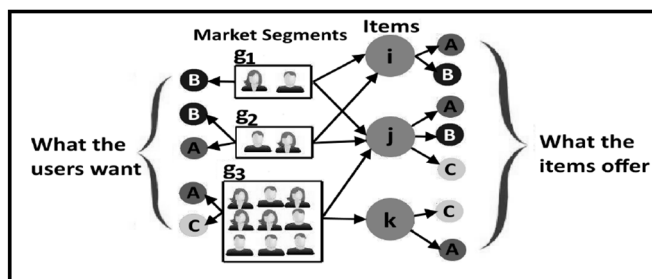 Market Segments
Items
g1
i
A
B
B
g2
B
A
j
A
B
C
What the
users want
What the
items offer
g3
A
C
k
C
A